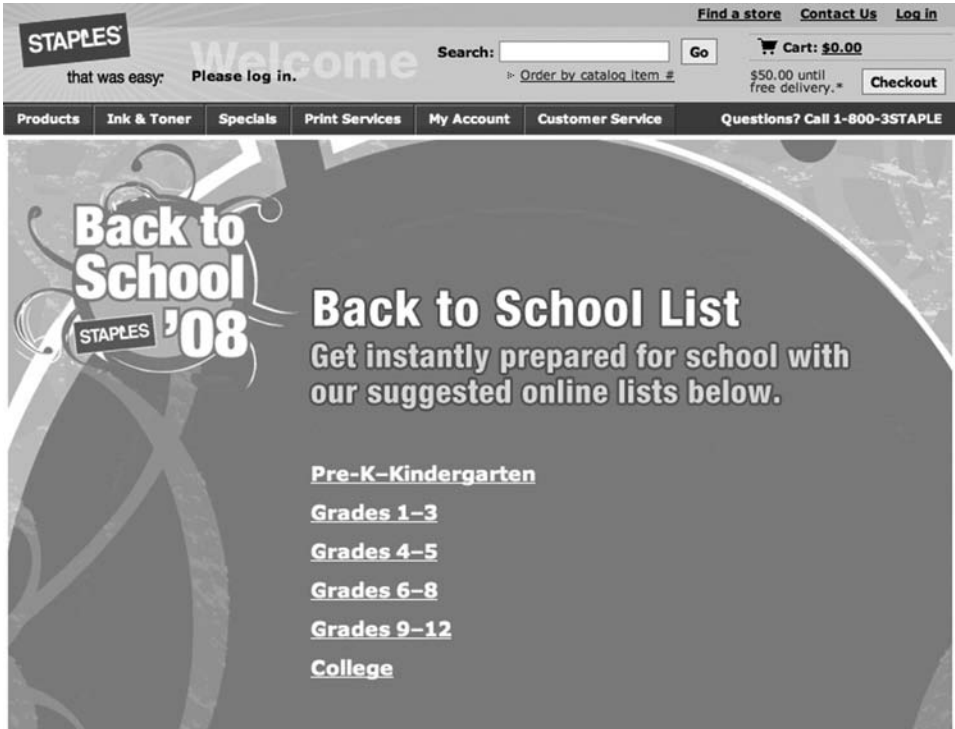 Find a store Contact Us Log in
STAPLES
that was easy:
Welcome
Please log in.
Search:
Go
Order by catalog item #
Cart: $0.00
$50.00 until
free delivery.*
Checkout
Products Ink & Toner Specials Print Services My Account Customer Service Questions? Call 1-800-3STAPLE
Back to
School
STAPLES '08
Back to School List
Get instantly prepared for school with
our suggested online lists below.
Pre-K–Kindergarten
Grades 1–3
Grades 4–5
Grades 6–8
Grades 9–12
College